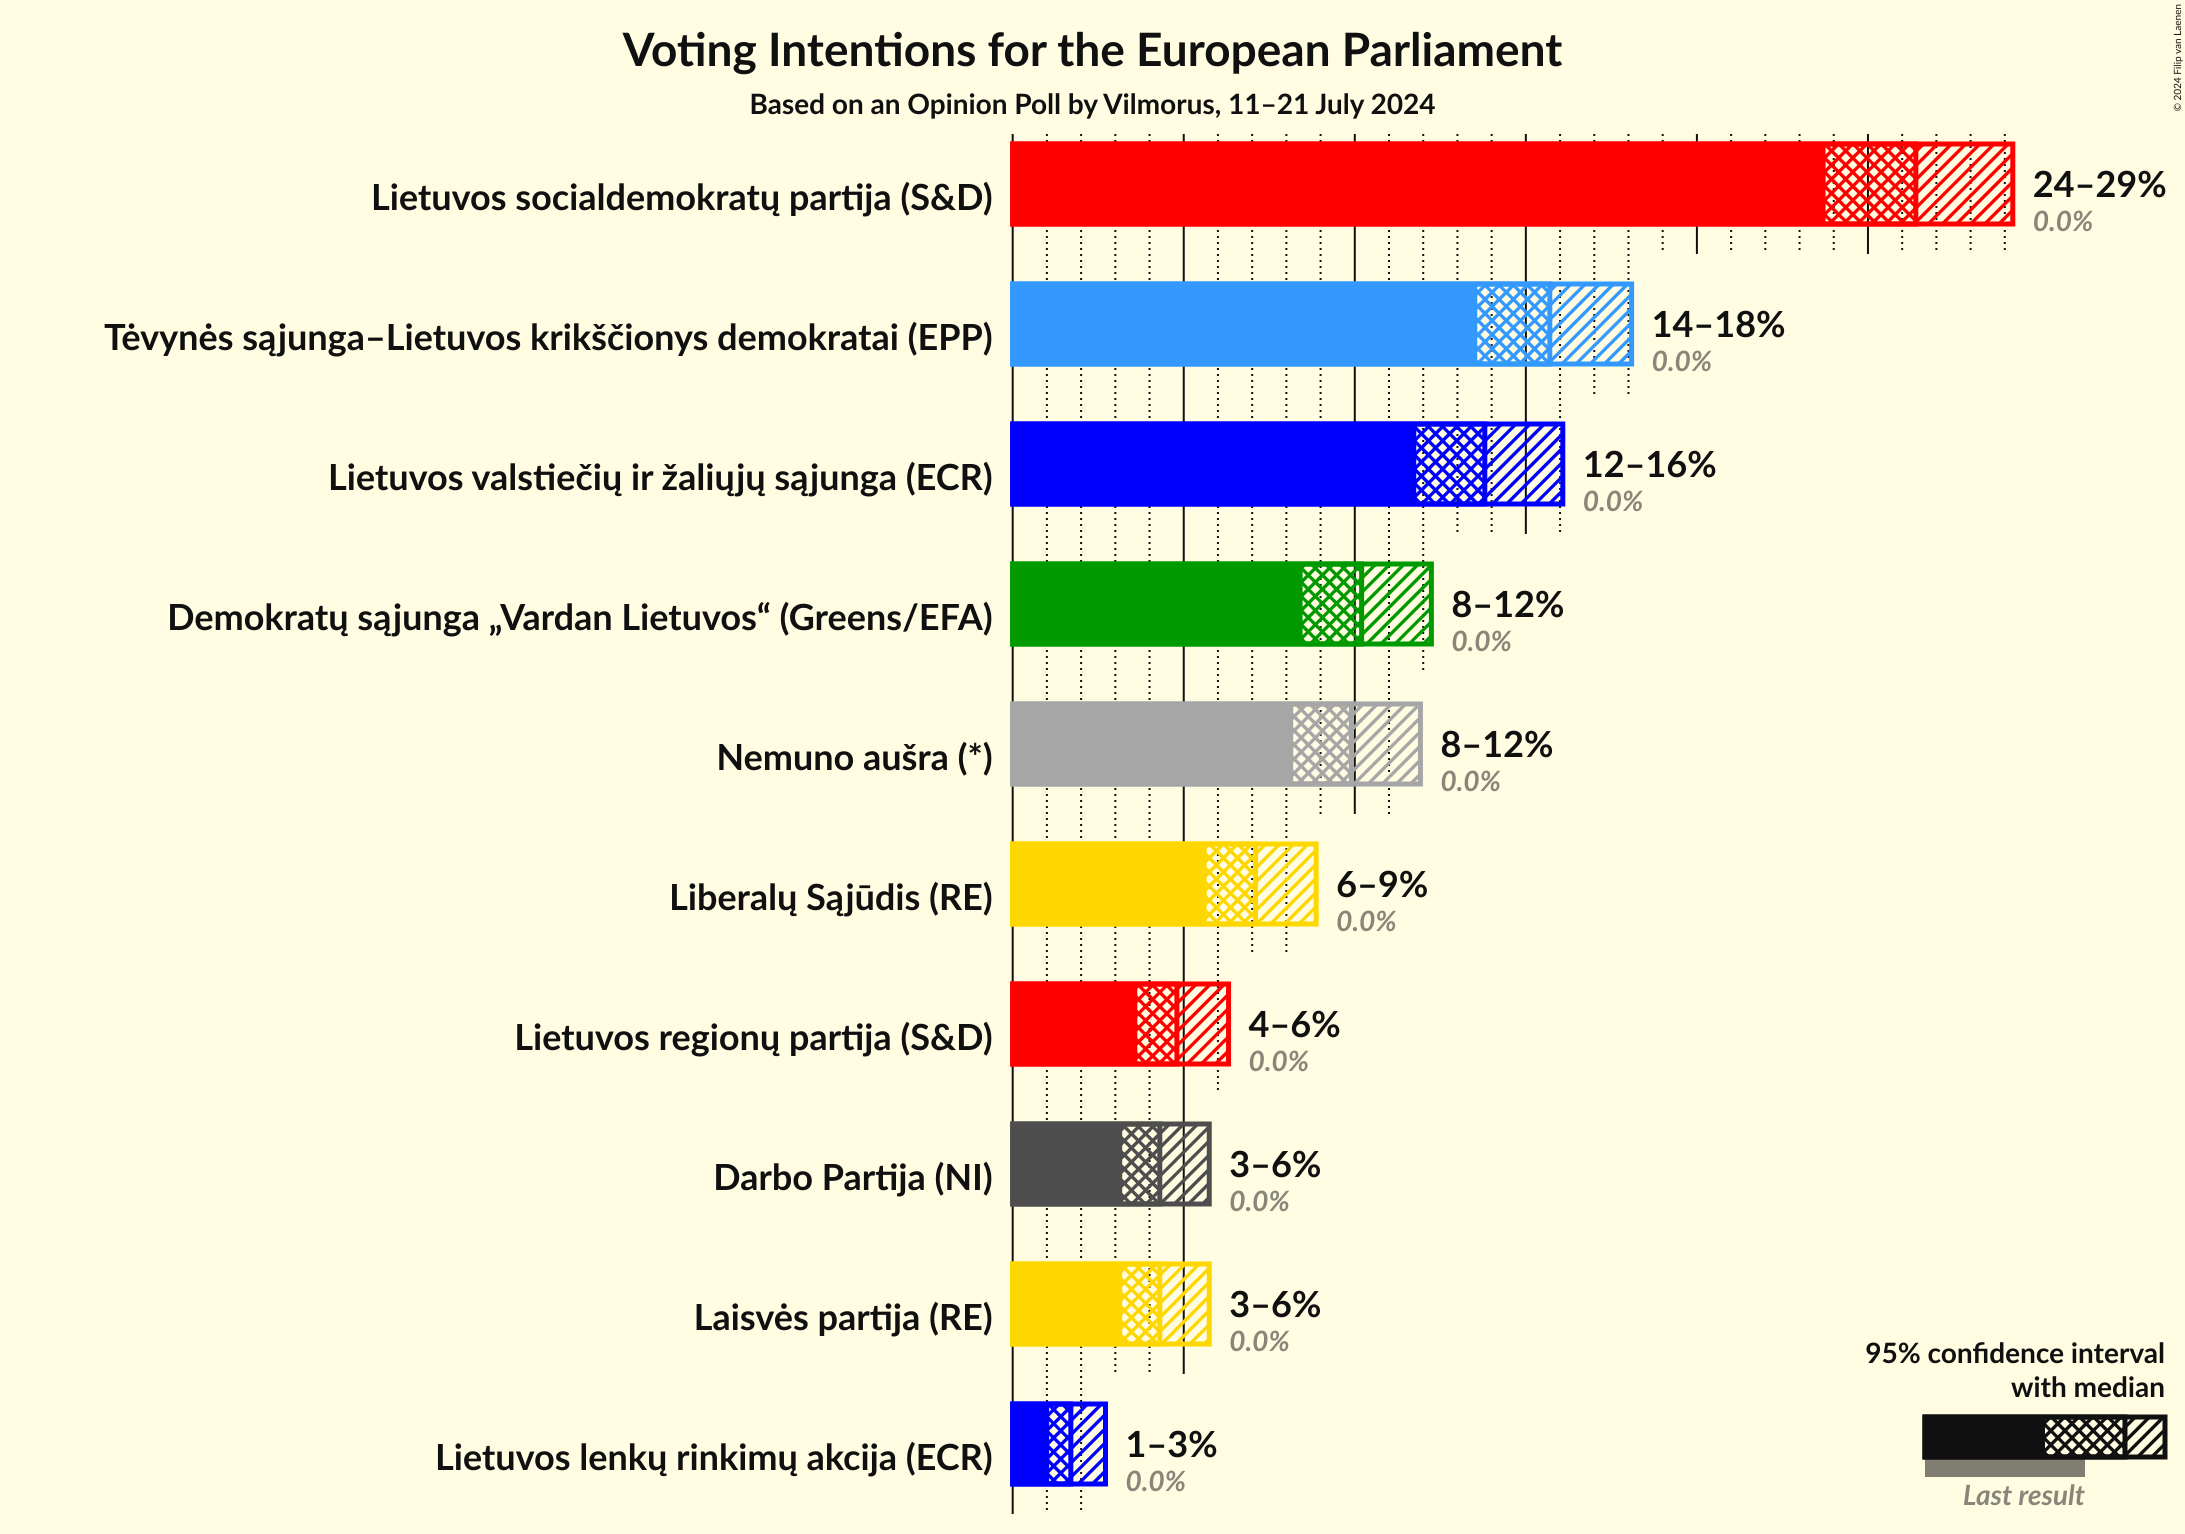 Voting Intentions for the European Parliament
Based on an Opinion Poll by Vilmorus, 11–21 July 2024
© 2024 Filip van Laenen
Lietuvos socialdemokratų partija (S&D)
24–29%
0.0%
Tėvynės sąjunga–Lietuvos krikščionys demokratai (EPP)
14–18%
0.0%
Lietuvos valstiečių ir žaliųjų sąjunga (ECR)
12–16%
0.0%
Demokratų sąjunga „Vardan Lietuvos“ (Greens/EFA)
8–12%
0.0%
Nemuno aušra (*)
8–12%
0.0%
Liberalų Sąjūdis (RE)
6–9%
0.0%
Lietuvos regionų partija (S&D)
4–6%
0.0%
Darbo Partija (NI)
3–6%
0.0%
Laisvės partija (RE)
3–6%
0.0%
Lietuvos lenkų rinkimų akcija (ECR)
1–3%
0.0%
95% confidence interval
with median
Last result